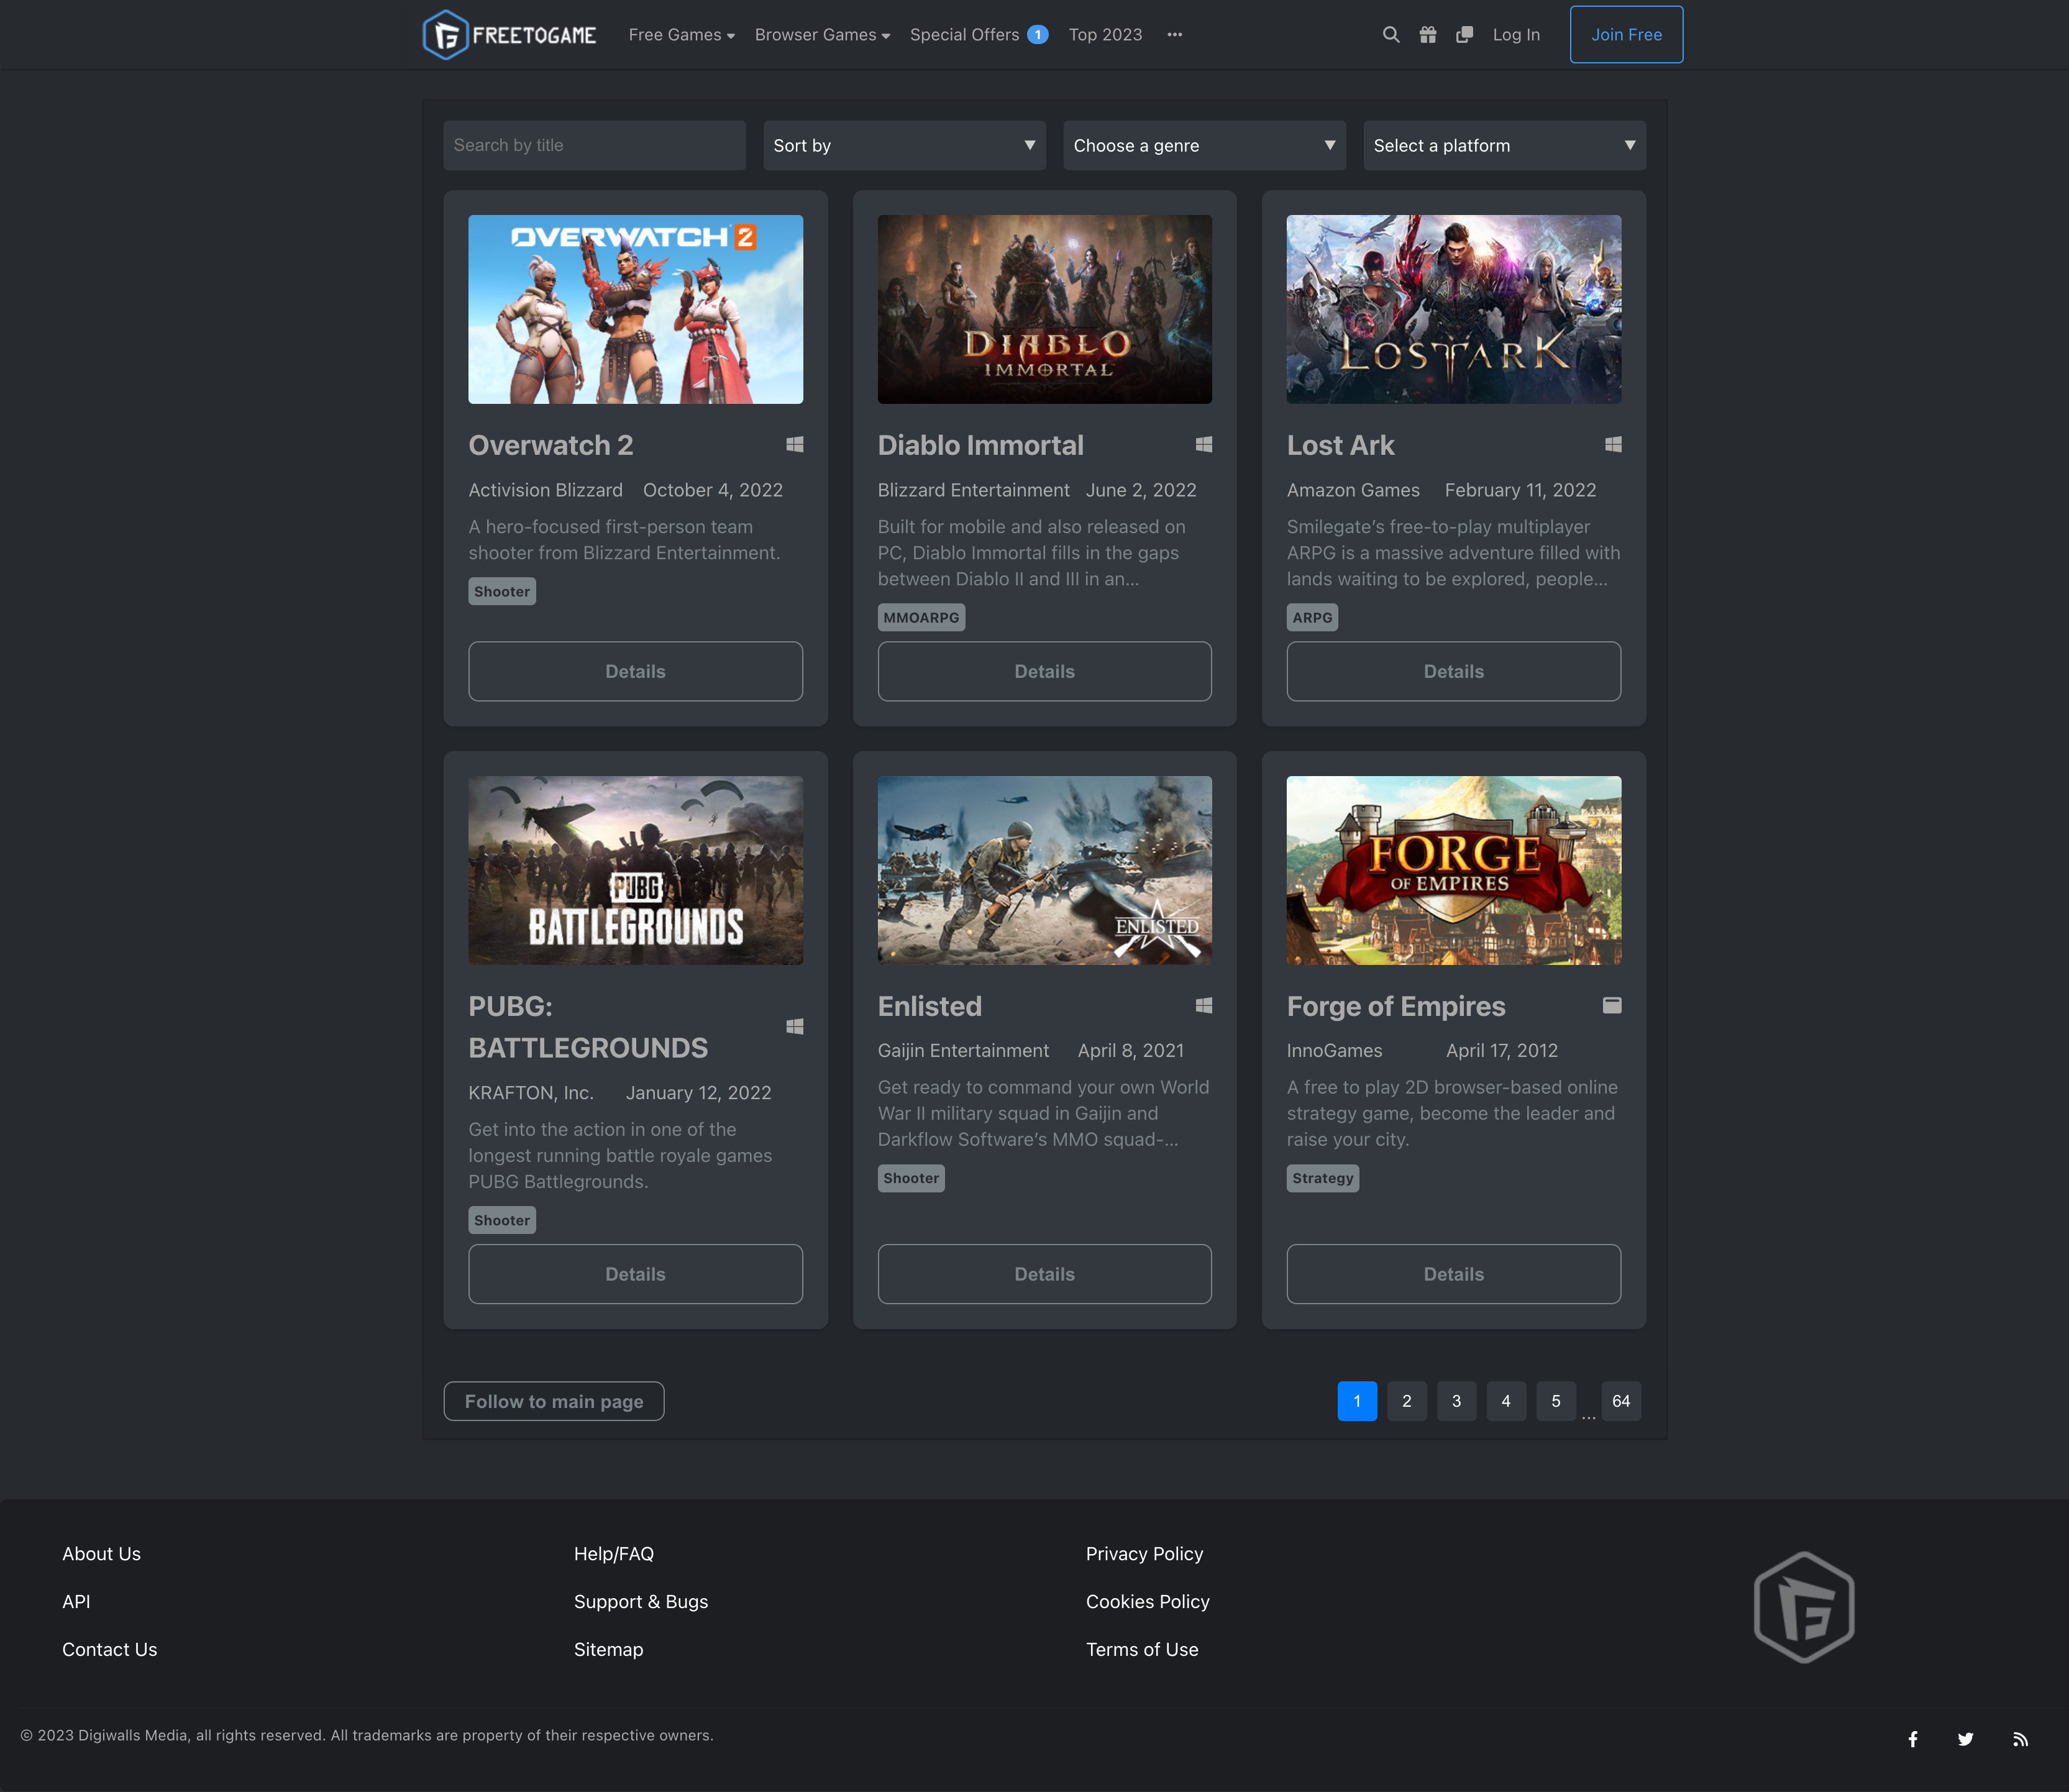 FREETOGAME
Free Games
Browser Games
Special Offers 1
Top 2023
•••
Log In
Join Free
Search by title
Sort by
Choose a genre
Select a platform
OVERWATCH 2
Overwatch 2
Activision Blizzard October 4, 2022
A hero-focused first-person team
shooter from Blizzard Entertainment.
Shooter
Details
DIABLO
IMMORTAL
Diablo Immortal
Blizzard Entertainment June 2, 2022
Built for mobile and also released on
PC, Diablo Immortal fills in the gaps
between Diablo II and III in an...
MMOARPG
Details
LOST ARK
Lost Ark
Amazon Games February 11, 2022
Smilegate’s free-to-play multiplayer
ARPG is a massive adventure filled with
lands waiting to be explored, people...
ARPG
Details
PUBG
BATTLEGROUNDS
PUBG:
BATTLEGROUNDS
KRAFTON, Inc. January 12, 2022
Get into the action in one of the
longest running battle royale games
PUBG Battlegrounds.
Shooter
Details
ENLISTED
Enlisted
Gaijin Entertainment April 8, 2021
Get ready to command your own World
War II military squad in Gaijin and
Darkflow Software’s MMO squad-...
Shooter
Details
FORGE
OF EMPIRES
Forge of Empires
InnoGames April 17, 2012
A free to play 2D browser-based online
strategy game, become the leader and
raise your city.
Strategy
Details
Follow to main page
1 2 3 4 5 ... 64
About Us
API
Contact Us
Help/FAQ
Support & Bugs
Sitemap
Privacy Policy
Cookies Policy
Terms of Use
© 2023 Digiwalls Media, all rights reserved. All trademarks are property of their respective owners.